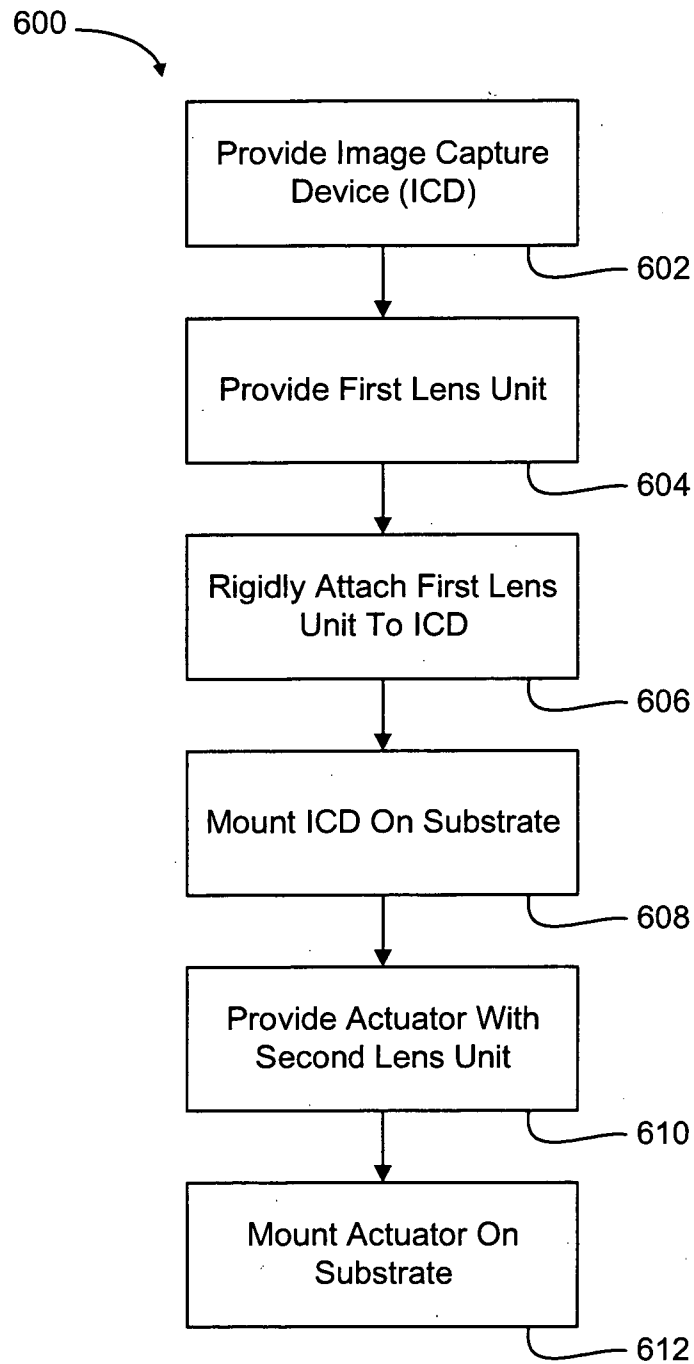 600
Provide Image Capture
Device (ICD)
602
Provide First Lens Unit
604
Rigidly Attach First Lens
Unit To ICD
606
Mount ICD On Substrate
608
Provide Actuator With
Second Lens Unit
610
Mount Actuator On
Substrate
612